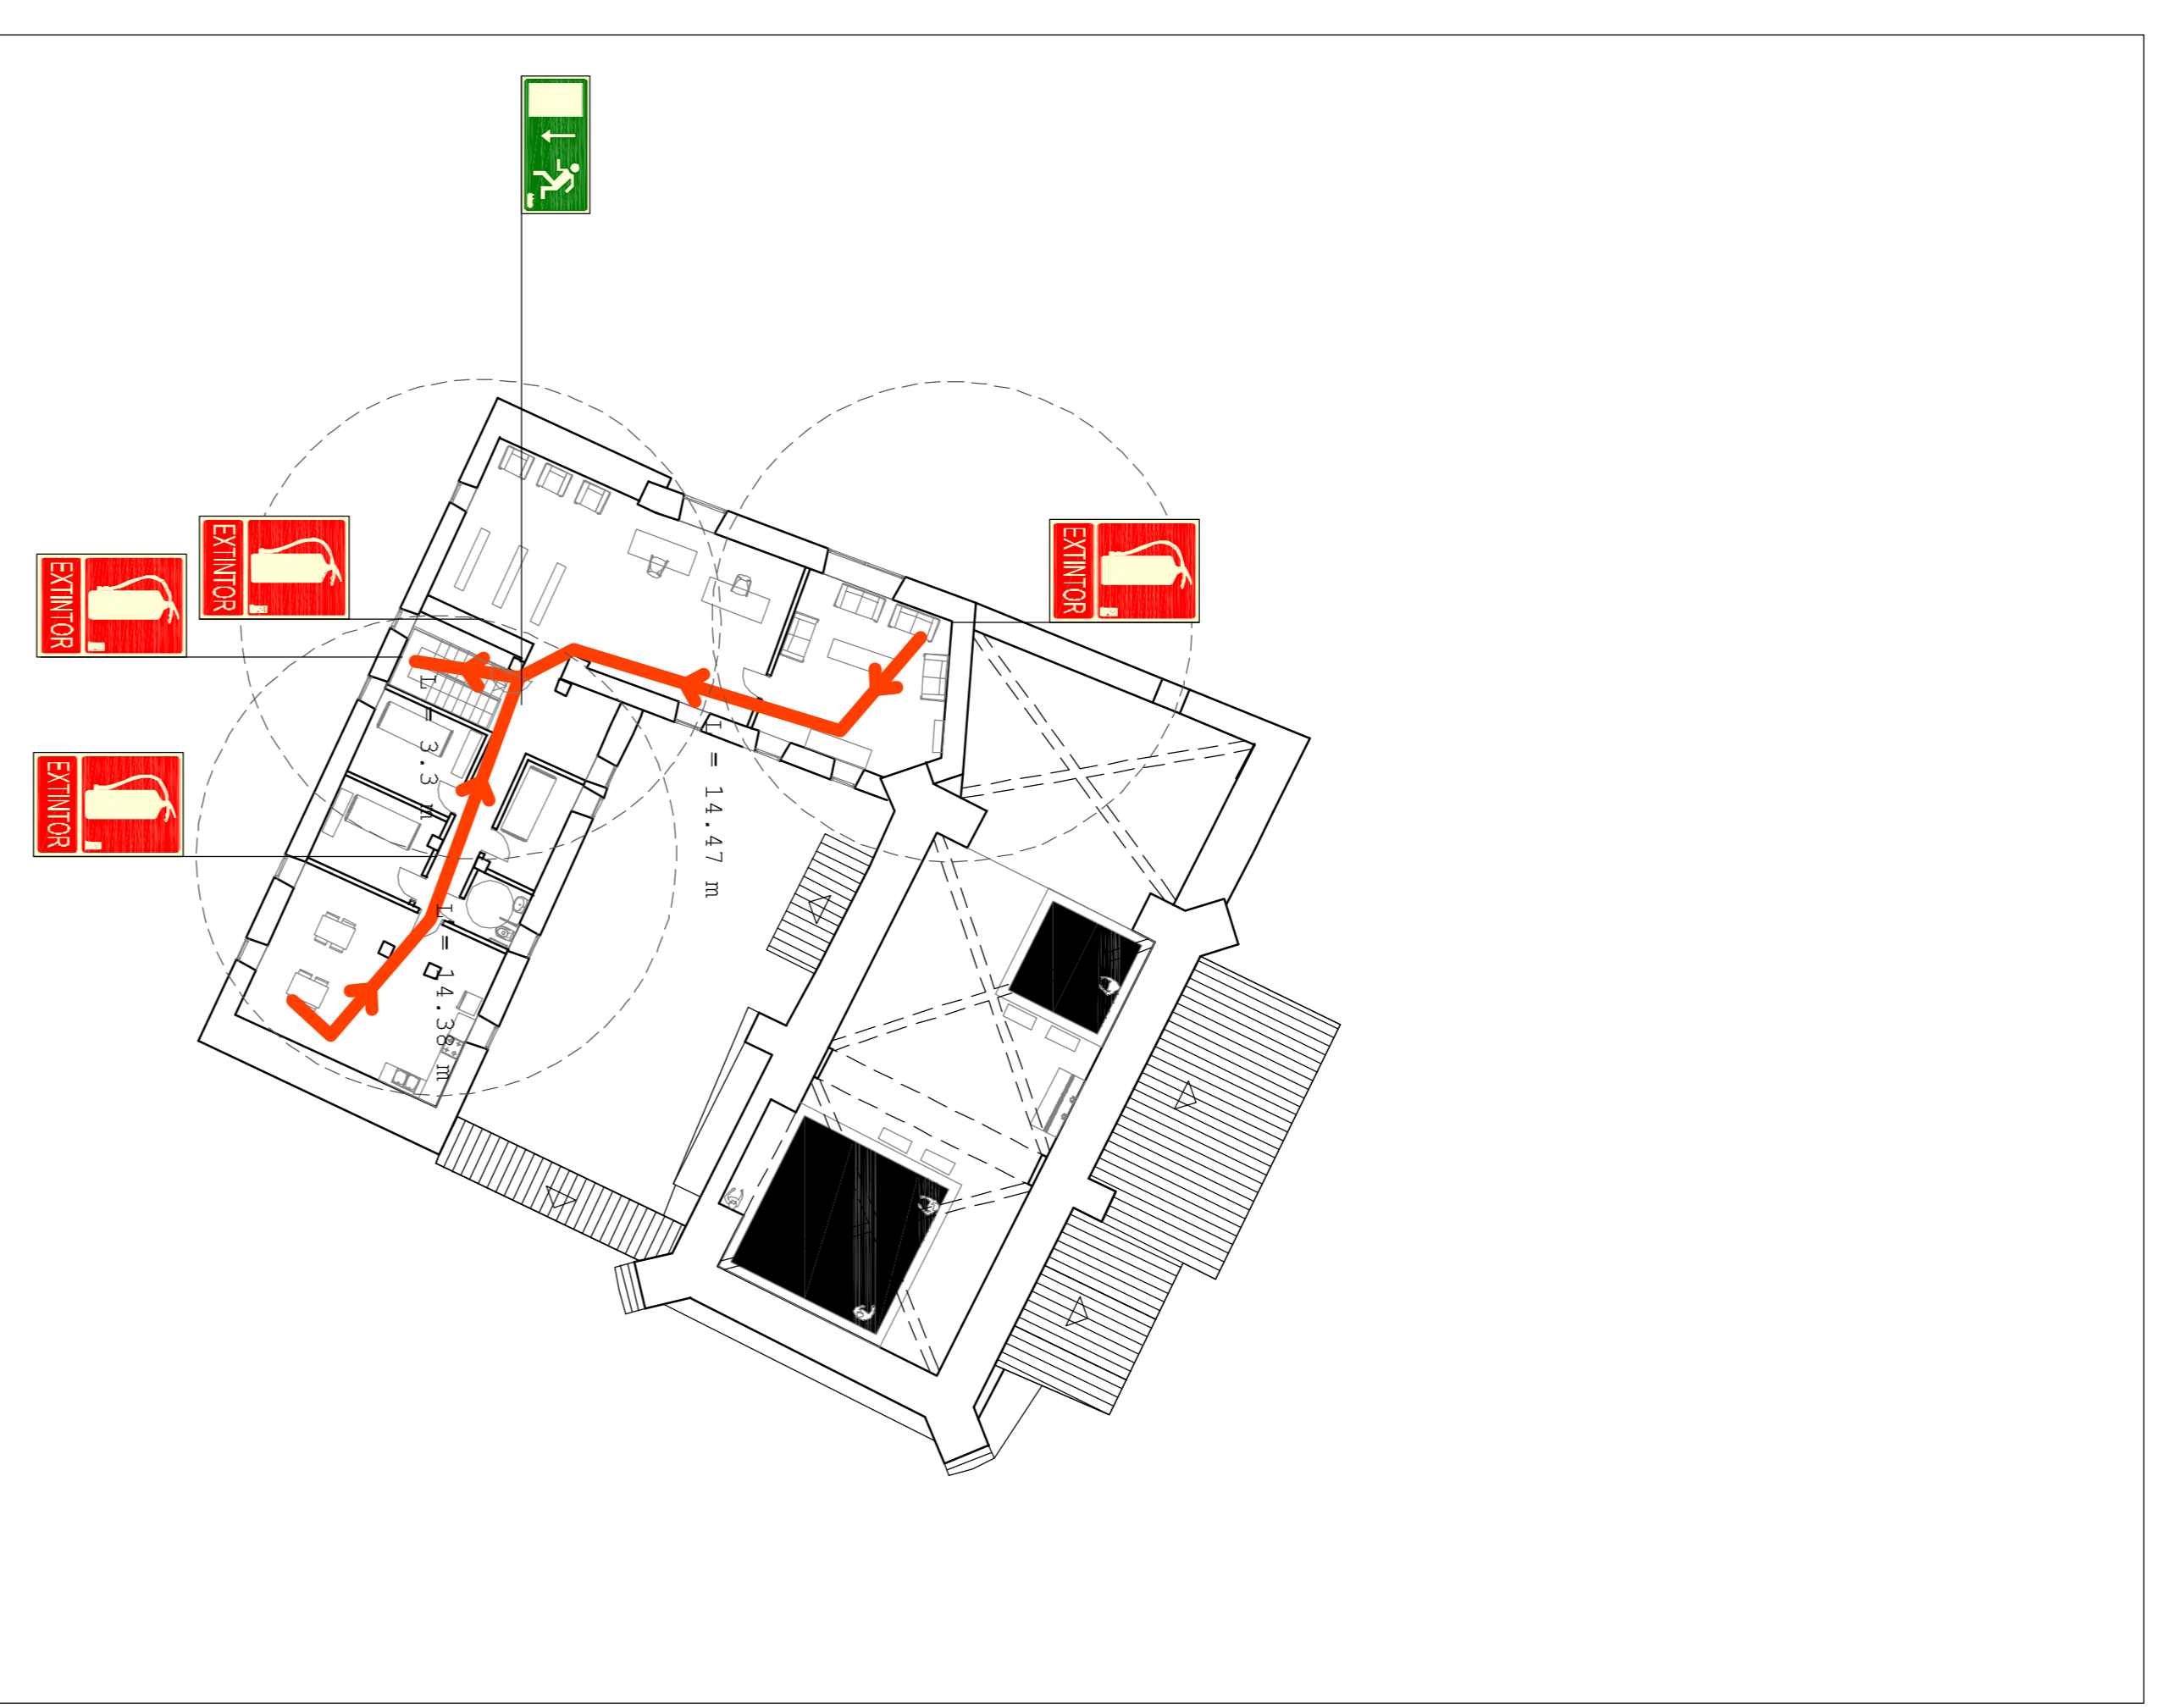 EXTINTOR
EXTINTOR
EXTINTOR
EXTINTOR
L = 3.3 m
L = 14.47 m
L = 14.38 m